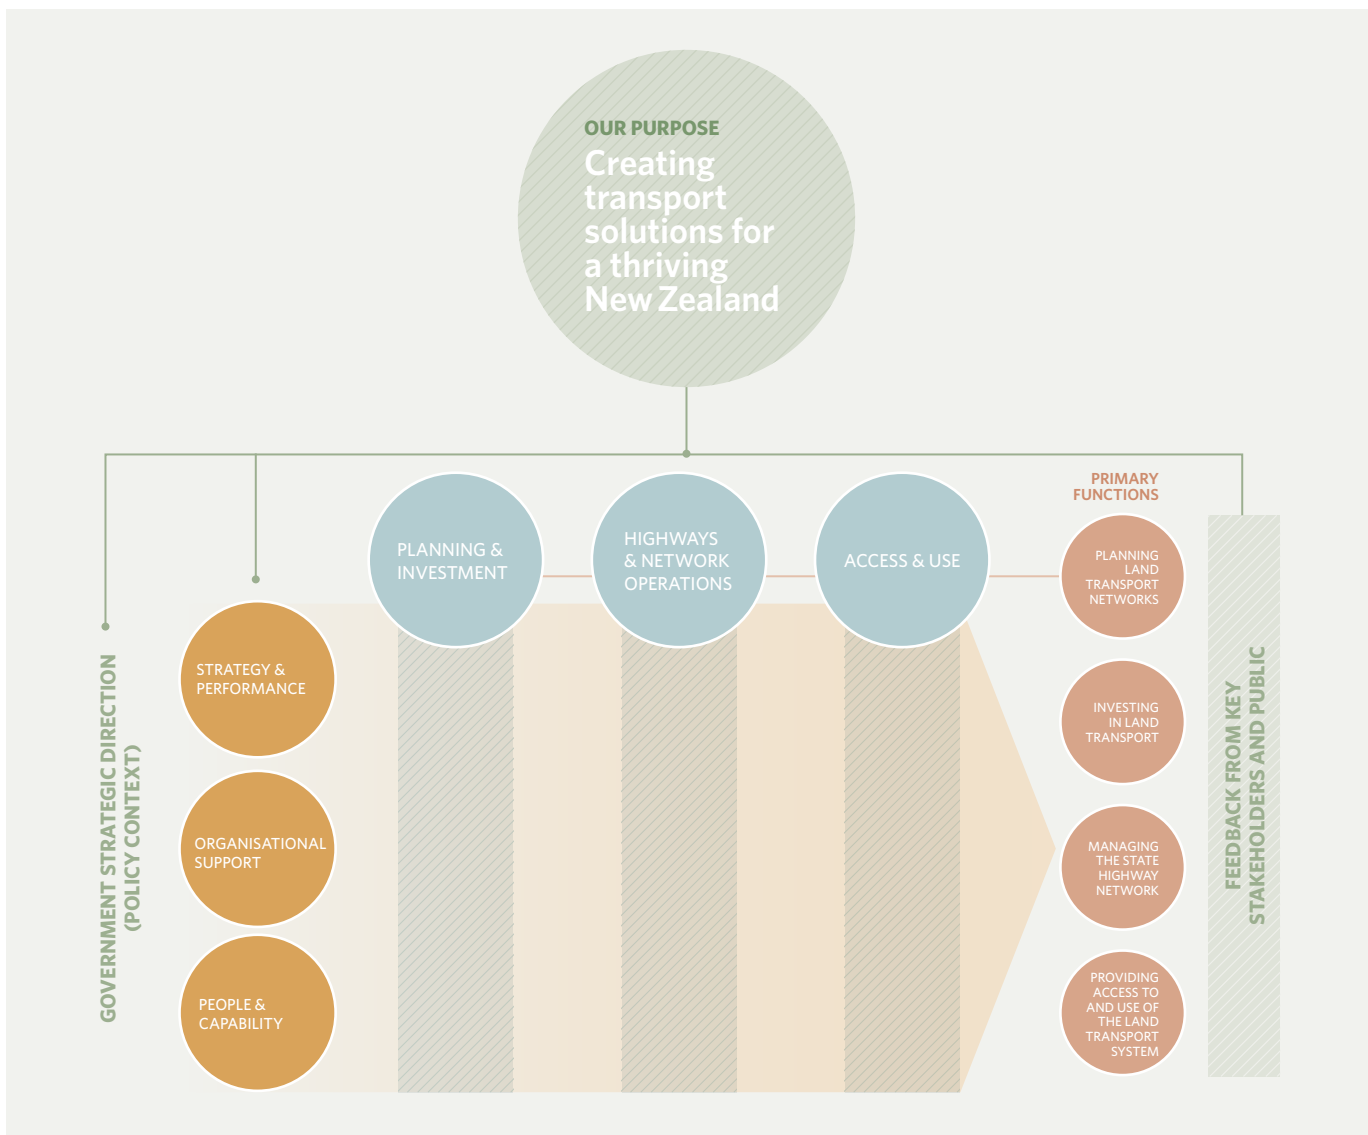 OUR PURPOSE
Creating
transport
solutions for
a thriving
New Zealand
GOVERNMENT STRATEGIC DIRECTION
(POLICY CONTEXT)
STRATEGY &
PERFORMANCE
ORGANISATIONAL
SUPPORT
PEOPLE &
CAPABILITY
PLANNING &
INVESTMENT
HIGHWAYS
& NETWORK
OPERATIONS
ACCESS & USE
PRIMARY
FUNCTIONS
PLANNING
LAND
TRANSPORT
NETWORKS
INVESTING
IN LAND
TRANSPORT
MANAGING
THE STATE
HIGHWAY
NETWORK
PROVIDING
ACCESS TO
AND USE OF
THE LAND
TRANSPORT
SYSTEM
FEEDBACK FROM KEY
STAKEHOLDERS AND PUBLIC